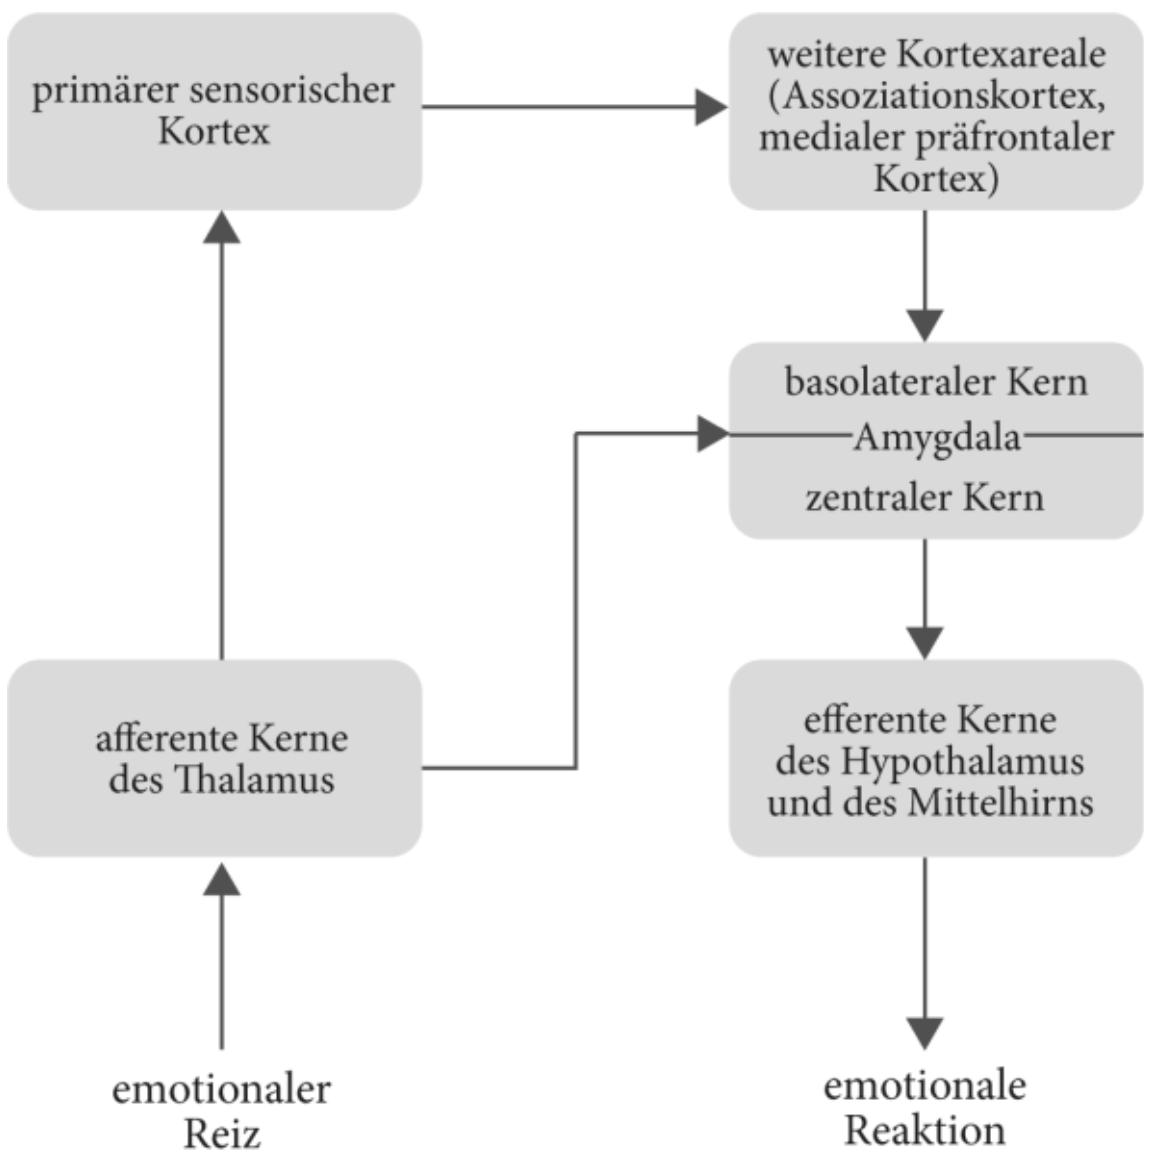 primärer sensorischer
Kortex
weitere Kortexareale
(Assoziationskortex,
medialer präfrontaler
Kortex)
basolateraler Kern
Amygdala
zentraler Kern
afferente Kerne
des Thalamus
efferente Kerne
des Hypothalamus
und des Mittelhirns
emotionaler
Reiz
emotionale
Reaktion